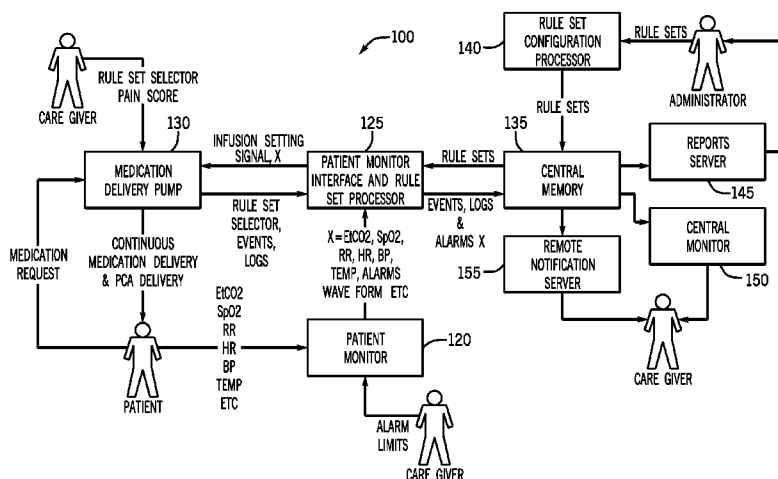 100
140
RULE SET
CONFIGURATION
PROCESSOR
RULE SETS
ADMINISTRATOR
RULE SET SELECTOR
PAIN SCORE
CARE GIVER
130
INFUSION SETTING
SIGNAL, X
125
RULE SETS
135
MEDICATION
DELIVERY PUMP
PATIENT MONITOR
INTERFACE AND RULE
SET PROCESSOR
RULE SETS
CENTRAL
MEMORY
REPORTS
SERVER
145
RULE SET
SELECTOR,
EVENTS,
LOGS
EVENTS, LOGS
&
ALARMS X
MEDICATION
REQUEST
CONTINUOUS
MEDICATION DELIVERY
& PCA DELIVERY
X=EtCO2, SpO2,
RR, HR, BP,
TEMP, ALARMS
WAVE FORM ETC
155
REMOTE
NOTIFICATION
SERVER
CENTRAL
MONITOR
150
EtCO2
SpO2
RR
HR
BP
TEMP
ETC
PATIENT
MONITOR
120
PATIENT
CARE GIVER
ALARM
LIMITS
CARE GIVER